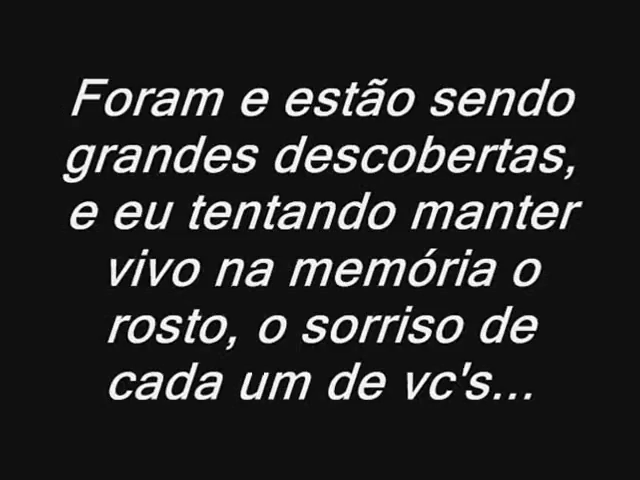 Foram e estão sendo
grandes descobertas,
e eu tentando manter
vivo na memória o
rosto, o sorriso de
cada um de vc's...